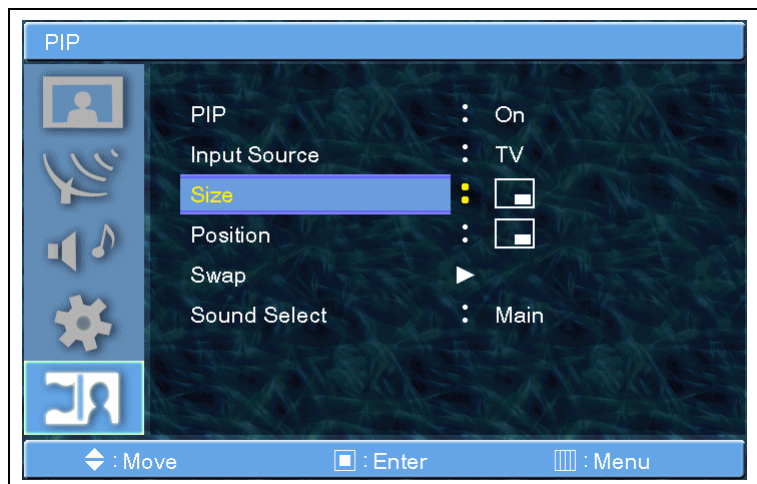 PIP
PIP : On
Input Source : TV
Size :
Position :
Swap
Sound Select : Main
: Move : Enter : Menu